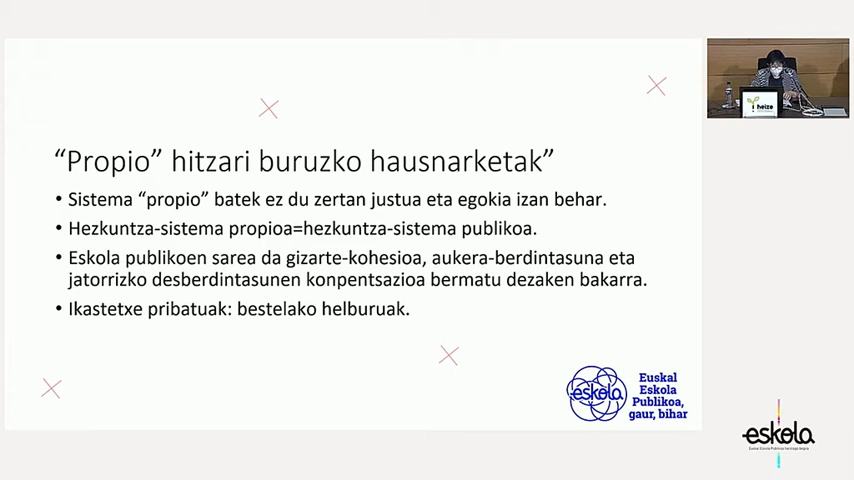 “Propio” hitzari buruzko hausnarketak”
• Sistema “propio” batek ez du zertan justua eta egokia izan behar.
• Hezkuntza-sistema propioa=hezkuntza-sistema publikoa.
• Eskola publikoen sarea da gizarte-kohesioa, aukera-berdintasuna eta
jatorrizko desberdintasunen konpentsazioa bermatu dezaken bakarra.
• Ikastetxe pribatuak: bestelako helburuak.
eskola
Euskal
Eskola
Publikoa,
gaur, bihar
heize
eskola